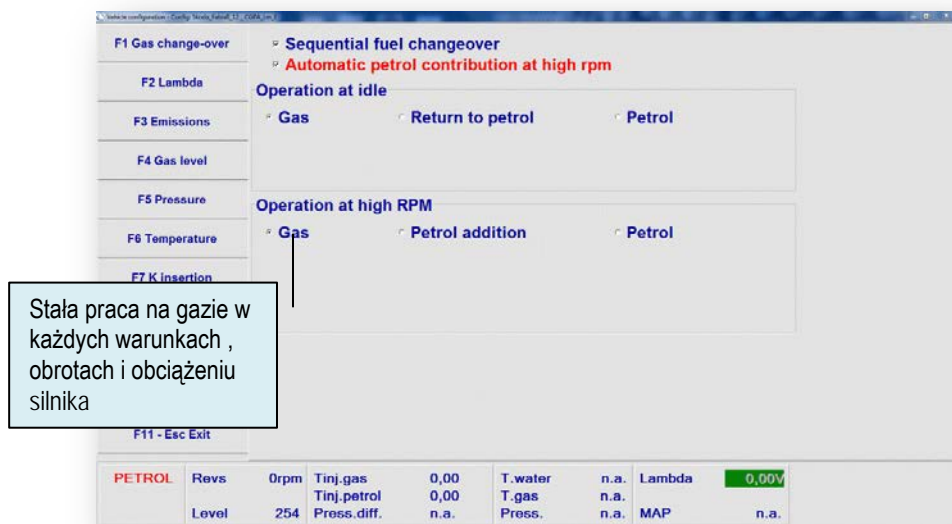 F1 Gas change-over
F2 Lambda
F3 Emissions
F4 Gas level
F5 Pressure
F6 Temperature
F7 K insertion
F11 - Esc Exit
Sequential fuel changeover
Automatic petrol contribution at high rpm
Operation at idle
Gas Return to petrol Petrol
Operation at high RPM
Gas Petrol addition Petrol
Stała praca na gazie w
każdych warunkach ,
obrotach i obciążeniu
silnika
PETROL Revs 0rpm Tinj.gas 0,00 T.water n.a. Lambda 0,00V
Tinj.petrol 0,00 T.gas n.a.
Level 254 Press.diff. n.a. Press. n.a. MAP n.a.